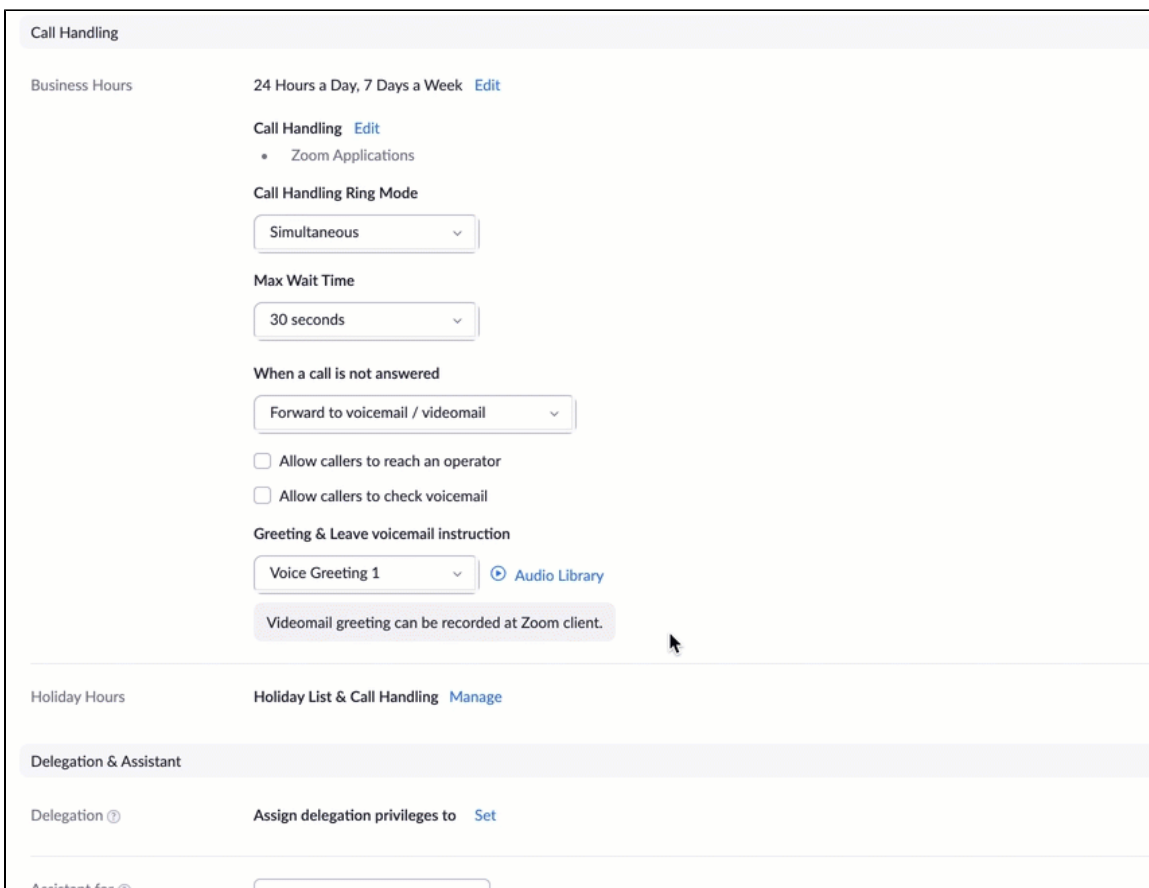 Call Handling
Business Hours 24 Hours a Day, 7 Days a Week Edit
Call Handling Edit
• Zoom Applications
Call Handling Ring Mode
Simultaneous
Max Wait Time
30 seconds
When a call is not answered
Forward to voicemail / videomail
Allow callers to reach an operator
Allow callers to check voicemail
Greeting & Leave voicemail instruction
Voice Greeting 1 Audio Library
Videomail greeting can be recorded at Zoom client.
Holiday Hours Holiday List & Call Handling Manage
Delegation & Assistant
Delegation ? Assign delegation privileges to Set
Assistant for ?